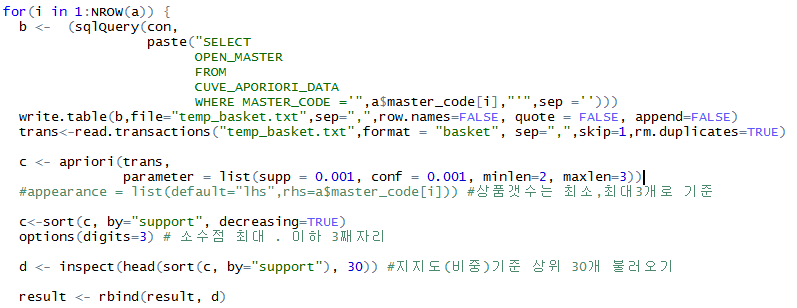 for(i in 1:NROW(a)) {
b <- (sqlQuery(con,
paste("SELECT
OPEN_MASTER
FROM
CUVE_APORIORI_DATA
WHERE MASTER_CODE ='",a$master_code[i],"'",sep ='')))
write.table(b,file="temp_basket.txt",sep=",",row.names=FALSE, quote = FALSE, append=FALSE)
trans<-read.transactions("temp_basket.txt",format = "basket", sep=",",skip=1,rm.duplicates=TRUE)
c <- apriori(trans,
parameter = list(supp = 0.001, conf = 0.001, minlen=2, maxlen=3))
#appearance = list(default="lhs",rhs=a$master_code[i])) #상품갯수는 최소,최대3개로 기준
c<-sort(c, by="support", decreasing=TRUE)
options(digits=3) # 소수점 최대 . 이하 3째자리
d <- inspect(head(sort(c, by="support"), 30)) #지지도(비중)기준 상위 30개 불러오기
result <- rbind(result, d)